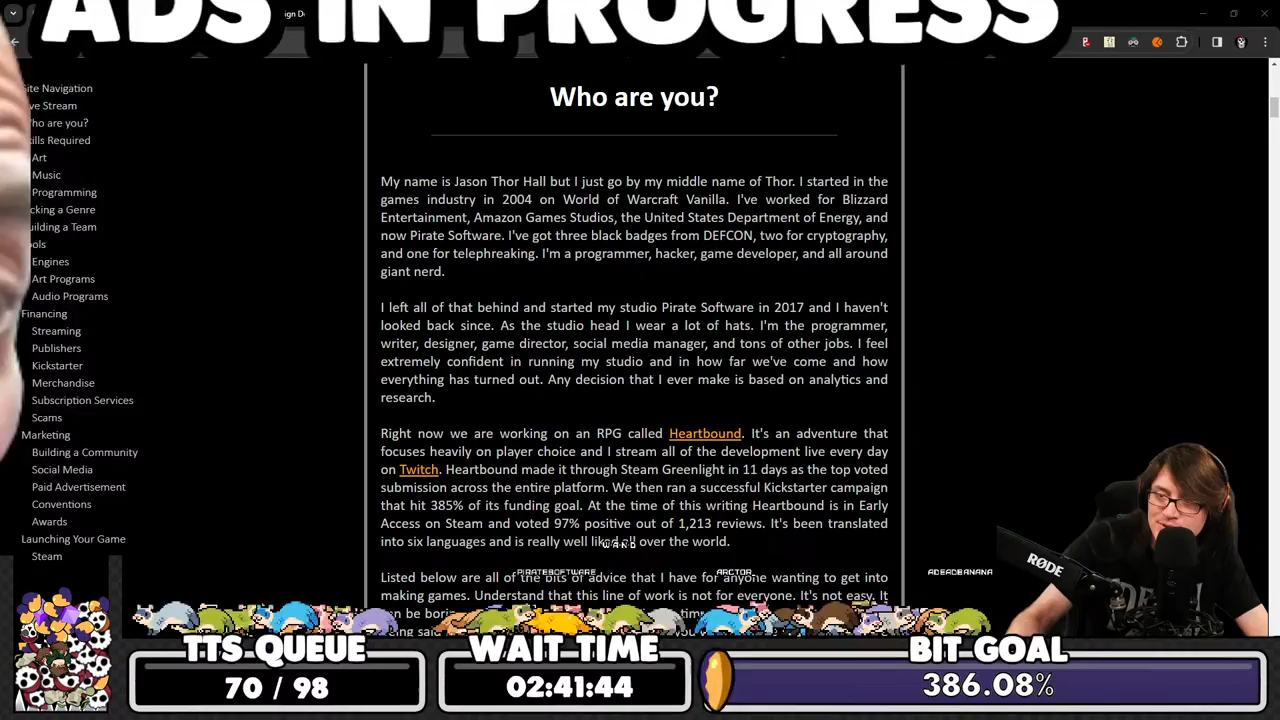 ADS IN PROGRESS
ign D
Site Navigation
ve Stream
ho are you?
kills Required
Art
Music
Programming
cking a Genre
uilding a Team
ools
Engines
Art Programs
Audio Programs
Financing
Streaming
Publishers
Kickstarter
Merchandise
Subscription Services
Scams
Marketing
Building a Community
Social Media
Paid Advertisement
Conventions
Awards
Launching Your Game
Steam
Who are you?
My name is Jason Thor Hall but I just go by my middle name of Thor. I started in the
games industry in 2004 on World of Warcraft Vanilla. I've worked for Blizzard
Entertainment, Amazon Games Studios, the United States Department of Energy, and
now Pirate Software. I've got three black badges from DEFCON, two for cryptography,
and one for telephreaking. I'm a programmer, hacker, game developer, and all around
giant nerd.
I left all of that behind and started my studio Pirate Software in 2017 and I haven't
looked back since. As the studio head I wear a lot of hats. I'm the programmer,
writer, designer, game director, social media manager, and tons of other jobs. I feel
extremely confident in running my studio and in how far we've come and how
everything has turned out. Any decision that I ever make is based on analytics and
research.
Right now we are working on an RPG called Heartbound. It's an adventure that
focuses heavily on player choice and I stream all of the development live every day
on Twitch. Heartbound made it through Steam Greenlight in 11 days as the top voted
submission across the entire platform. We then ran a successful Kickstarter campaign
that hit 385% of its funding goal. At the time of this writing Heartbound is in Early
Access on Steam and voted 97% positive out of 1,213 reviews. It's been translated
into six languages and is really well liked all over the world.
WAND
PIRATESOFTWARE
ARCTOR_
ADEADBANANA
Listed below are all of the bits of advice that I have for anyone wanting to get into
making games. Understand that this line of work is not for everyone. It's not easy. It
n be bori
RØDE
TTS QUEUE
70 / 98
WAIT TIME
02:41:44
BIT GOAL
386.08%